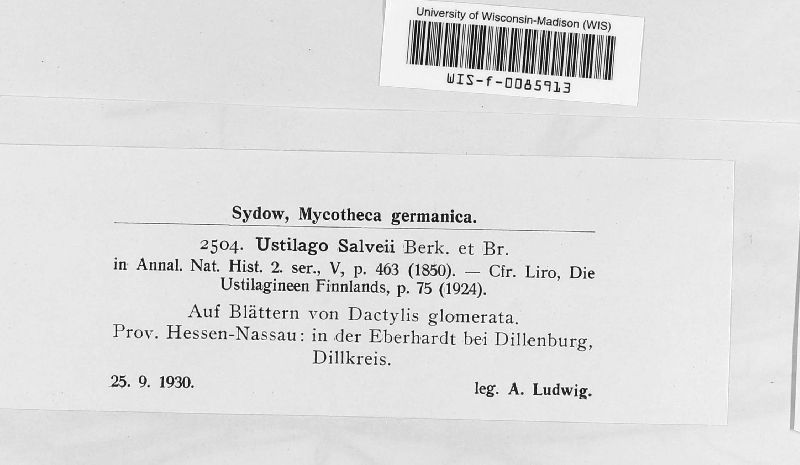 University of Wisconsin-Madison (WIS)
WIS-f-0085913
Sydow, Mycotheca germanica.
2504. Ustilago Salveii Berk. et Br.
in Annal. Nat. Hist. 2. ser., V, p. 463 (1850). — Cfr. Liro, Die
Ustilagineen Finnlands, p. 75 (1924).
Auf Blättern von Dactylis glomerata.
Prov. Hessen-Nassau: in der Eberhardt bei Dillenburg,
Dillkreis.
25. 9. 1930.
leg. A. Ludwig.